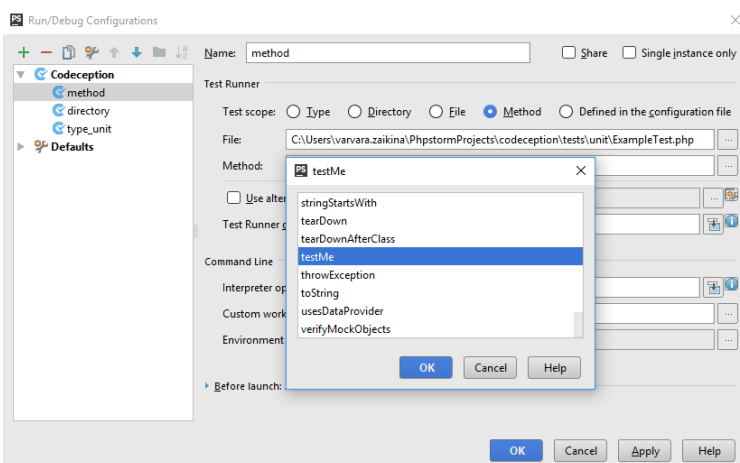 PS Run/Debug Configurations
Name: method
Share
Single instance only
Codeception
method
directory
type_unit
Defaults
Test Runner
Test scope: Type Directory File Method Defined in the configuration file
File: C:\Users\varvara.zaikina\PhpstormProjects\codeception\tests\unit\ExampleTest.php ...
Method: ...
Use alter ...
Test Runner
Command Line
Interpreter op
Custom work ...
Environment ...
Before launch:
PS testMe
stringStartsWith
tearDown
tearDownAfterClass
testMe
throwException
toString
usesDataProvider
verifyMockObjects
OK Cancel Help
OK Cancel Apply Help